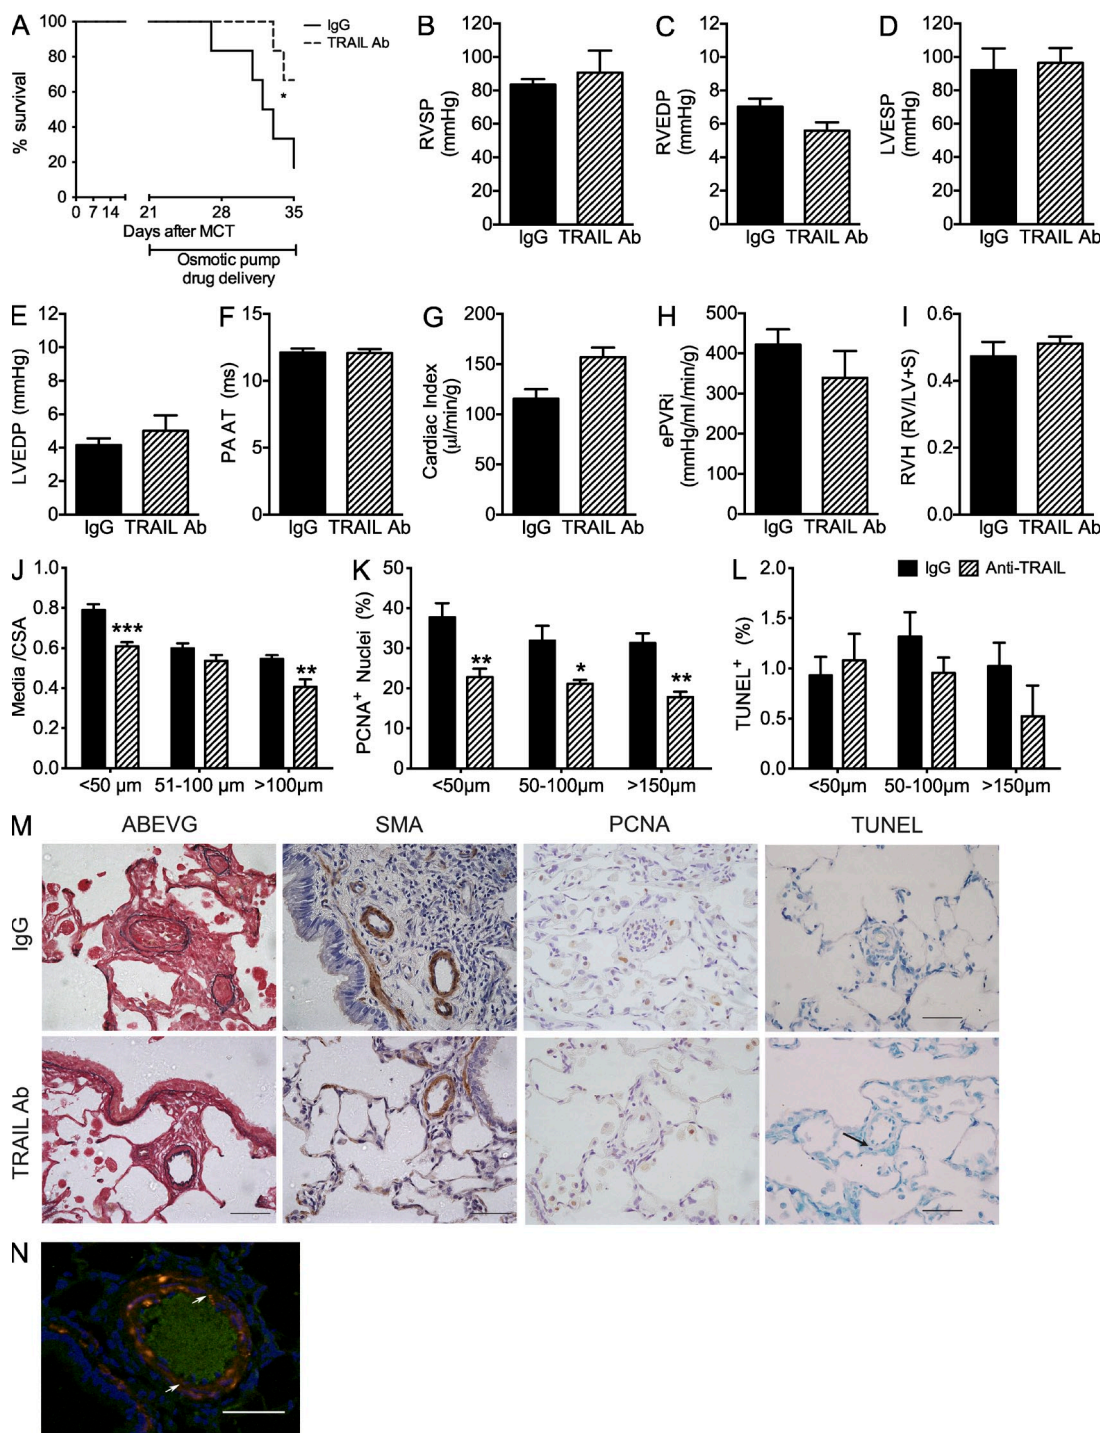 A
IgG
TRAIL Ab
100
80
60
40
20
0
% survival
*
0 7 14 21 28 35
Days after MCT
Osmotic pump
drug delivery
B
RVSP
(mmHg)
120
100
80
60
40
20
0
IgG TRAIL Ab
C
RVEDP
(mmHg)
12
10
8
6
4
2
0
IgG TRAIL Ab
D
LVESP
(mmHg)
120
100
80
60
40
20
0
IgG TRAIL Ab
E
LVEDP (mmHg)
12
10
8
6
4
2
0
IgG TRAIL Ab
F
PA AT (ms)
15
10
5
0
IgG TRAIL Ab
G
Cardiac Index
(µl/min/g)
200
150
100
50
0
IgG TRAIL Ab
H
ePVRi
(mmHg/ml/min/g)
500
400
300
200
100
0
IgG TRAIL Ab
I
RVH (RV/LV+S)
0.6
0.4
0.2
0.0
IgG TRAIL Ab
J
Media /CSA
1.0
0.8
0.6
0.4
0.2
0.0
***
**
<50 µm 51-100 µm >100µm
K
PCNA+ Nuclei (%)
50
40
30
20
10
0
**
*
**
<50µm 50-100µm >150µm
L
IgG Anti-TRAIL
TUNEL+ (%)
2.0
1.5
1.0
0.5
0.0
<50µm 50-100µm >150µm
M
ABEVG SMA PCNA TUNEL
IgG
TRAIL Ab
N